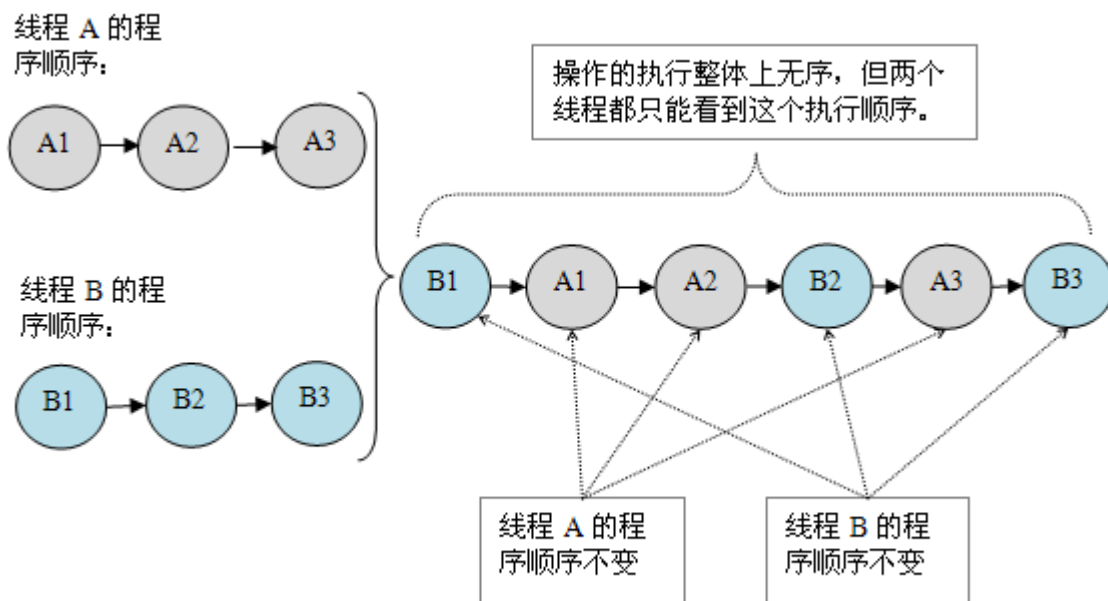 线程 A 的程
序顺序：
A1
A2
A3
操作的执行整体上无序，但两个
线程都只能看到这个执行顺序。
B1
A1
A2
B2
A3
B3
线程 B 的程
序顺序：
B1
B2
B3
线程 A 的程
序顺序不变
线程 B 的程
序顺序不变